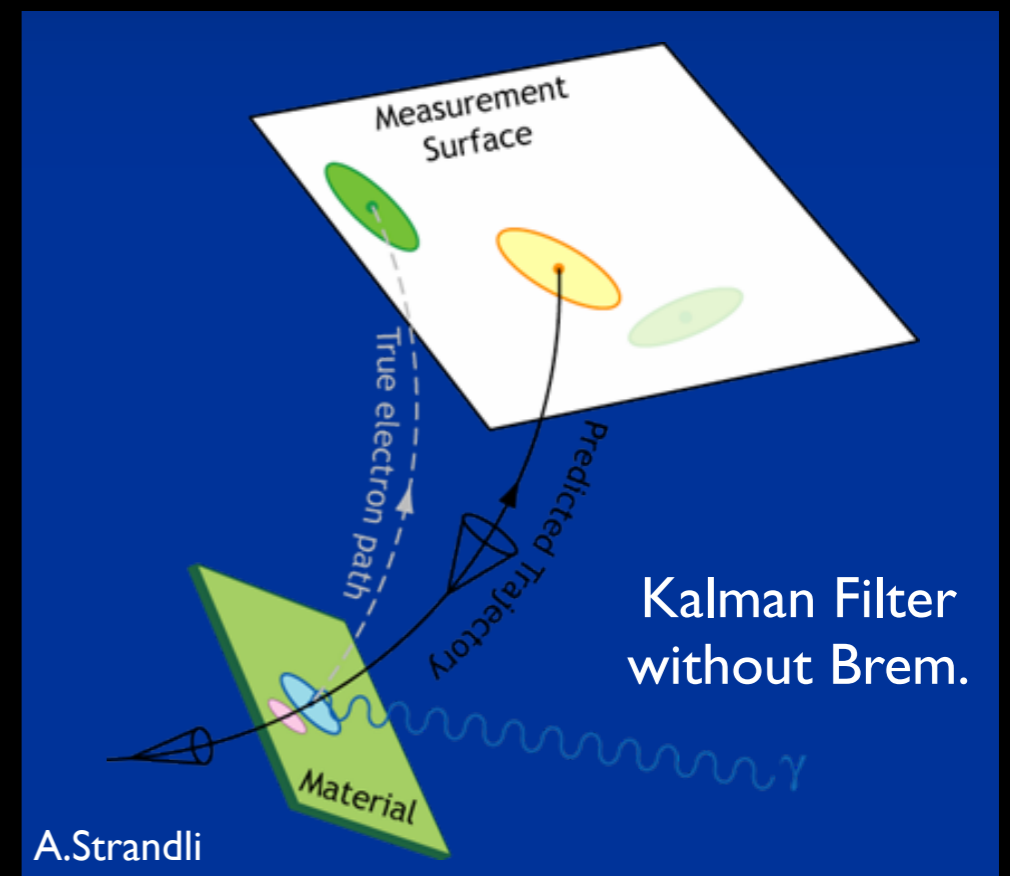 Measurement
Surface
True electron path
Predicted Trajectory
Kalman Filter
without Brem.
γ
Material
A.Strandli